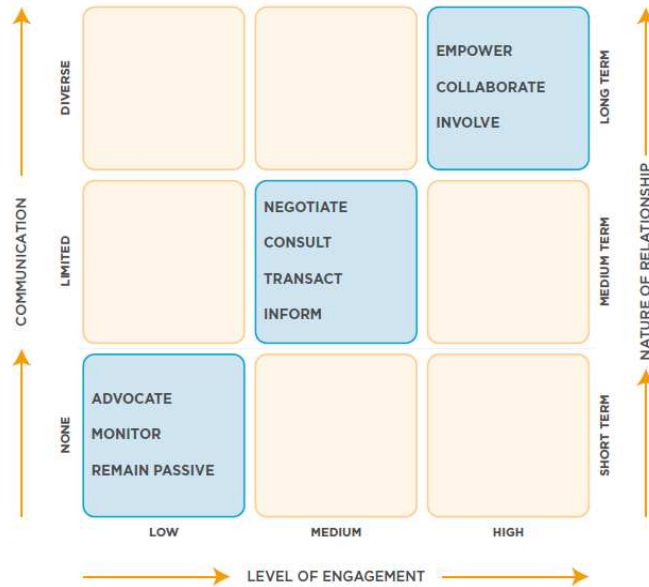 EMPOWER
COLLABORATE
INVOLVE
DIVERSE
LONG TERM
NEGOTIATE
CONSULT
TRANSACT
INFORM
COMMUNICATION
LIMITED
MEDIUM TERM
NATURE OF RELATIONSHIP
ADVOCATE
MONITOR
REMAIN PASSIVE
NONE
SHORT TERM
LOW
MEDIUM
HIGH
LEVEL OF ENGAGEMENT